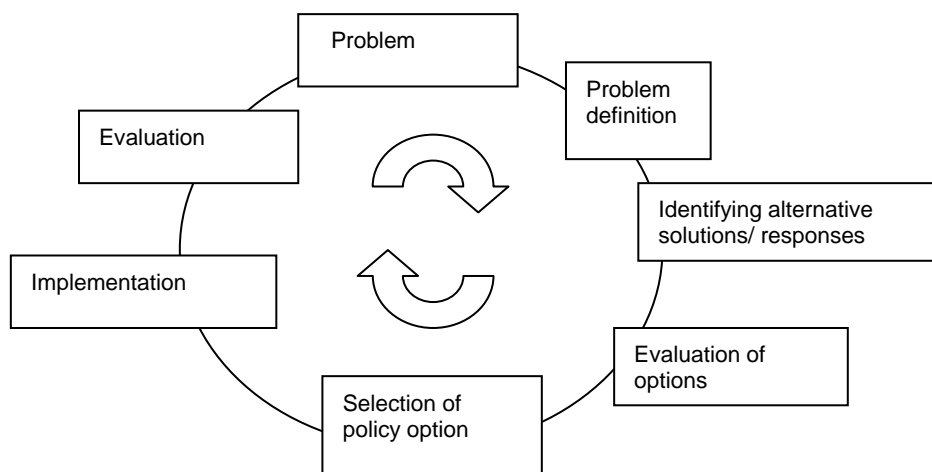 Problem
Problem
definition
Identifying alternative
solutions/ responses
Evaluation of
options
Selection of
policy option
Implementation
Evaluation